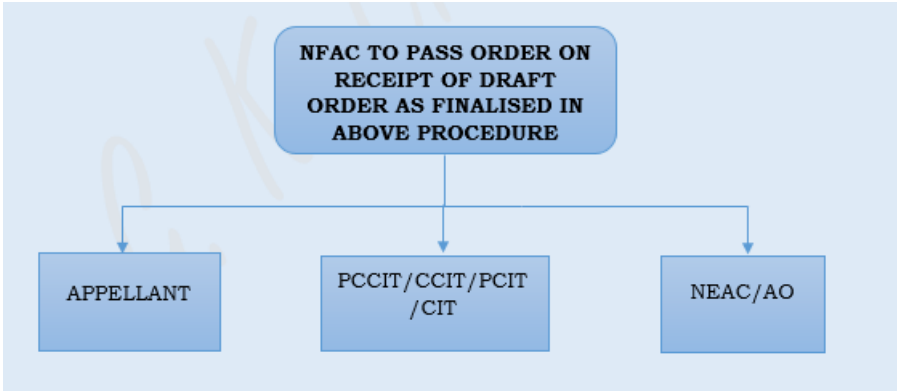 NFAC TO PASS ORDER ON
RECEIPT OF DRAFT
ORDER AS FINALISED IN
ABOVE PROCEDURE
APPELLANT
PCCIT/CCIT/PCIT
/CIT
NEAC/AO